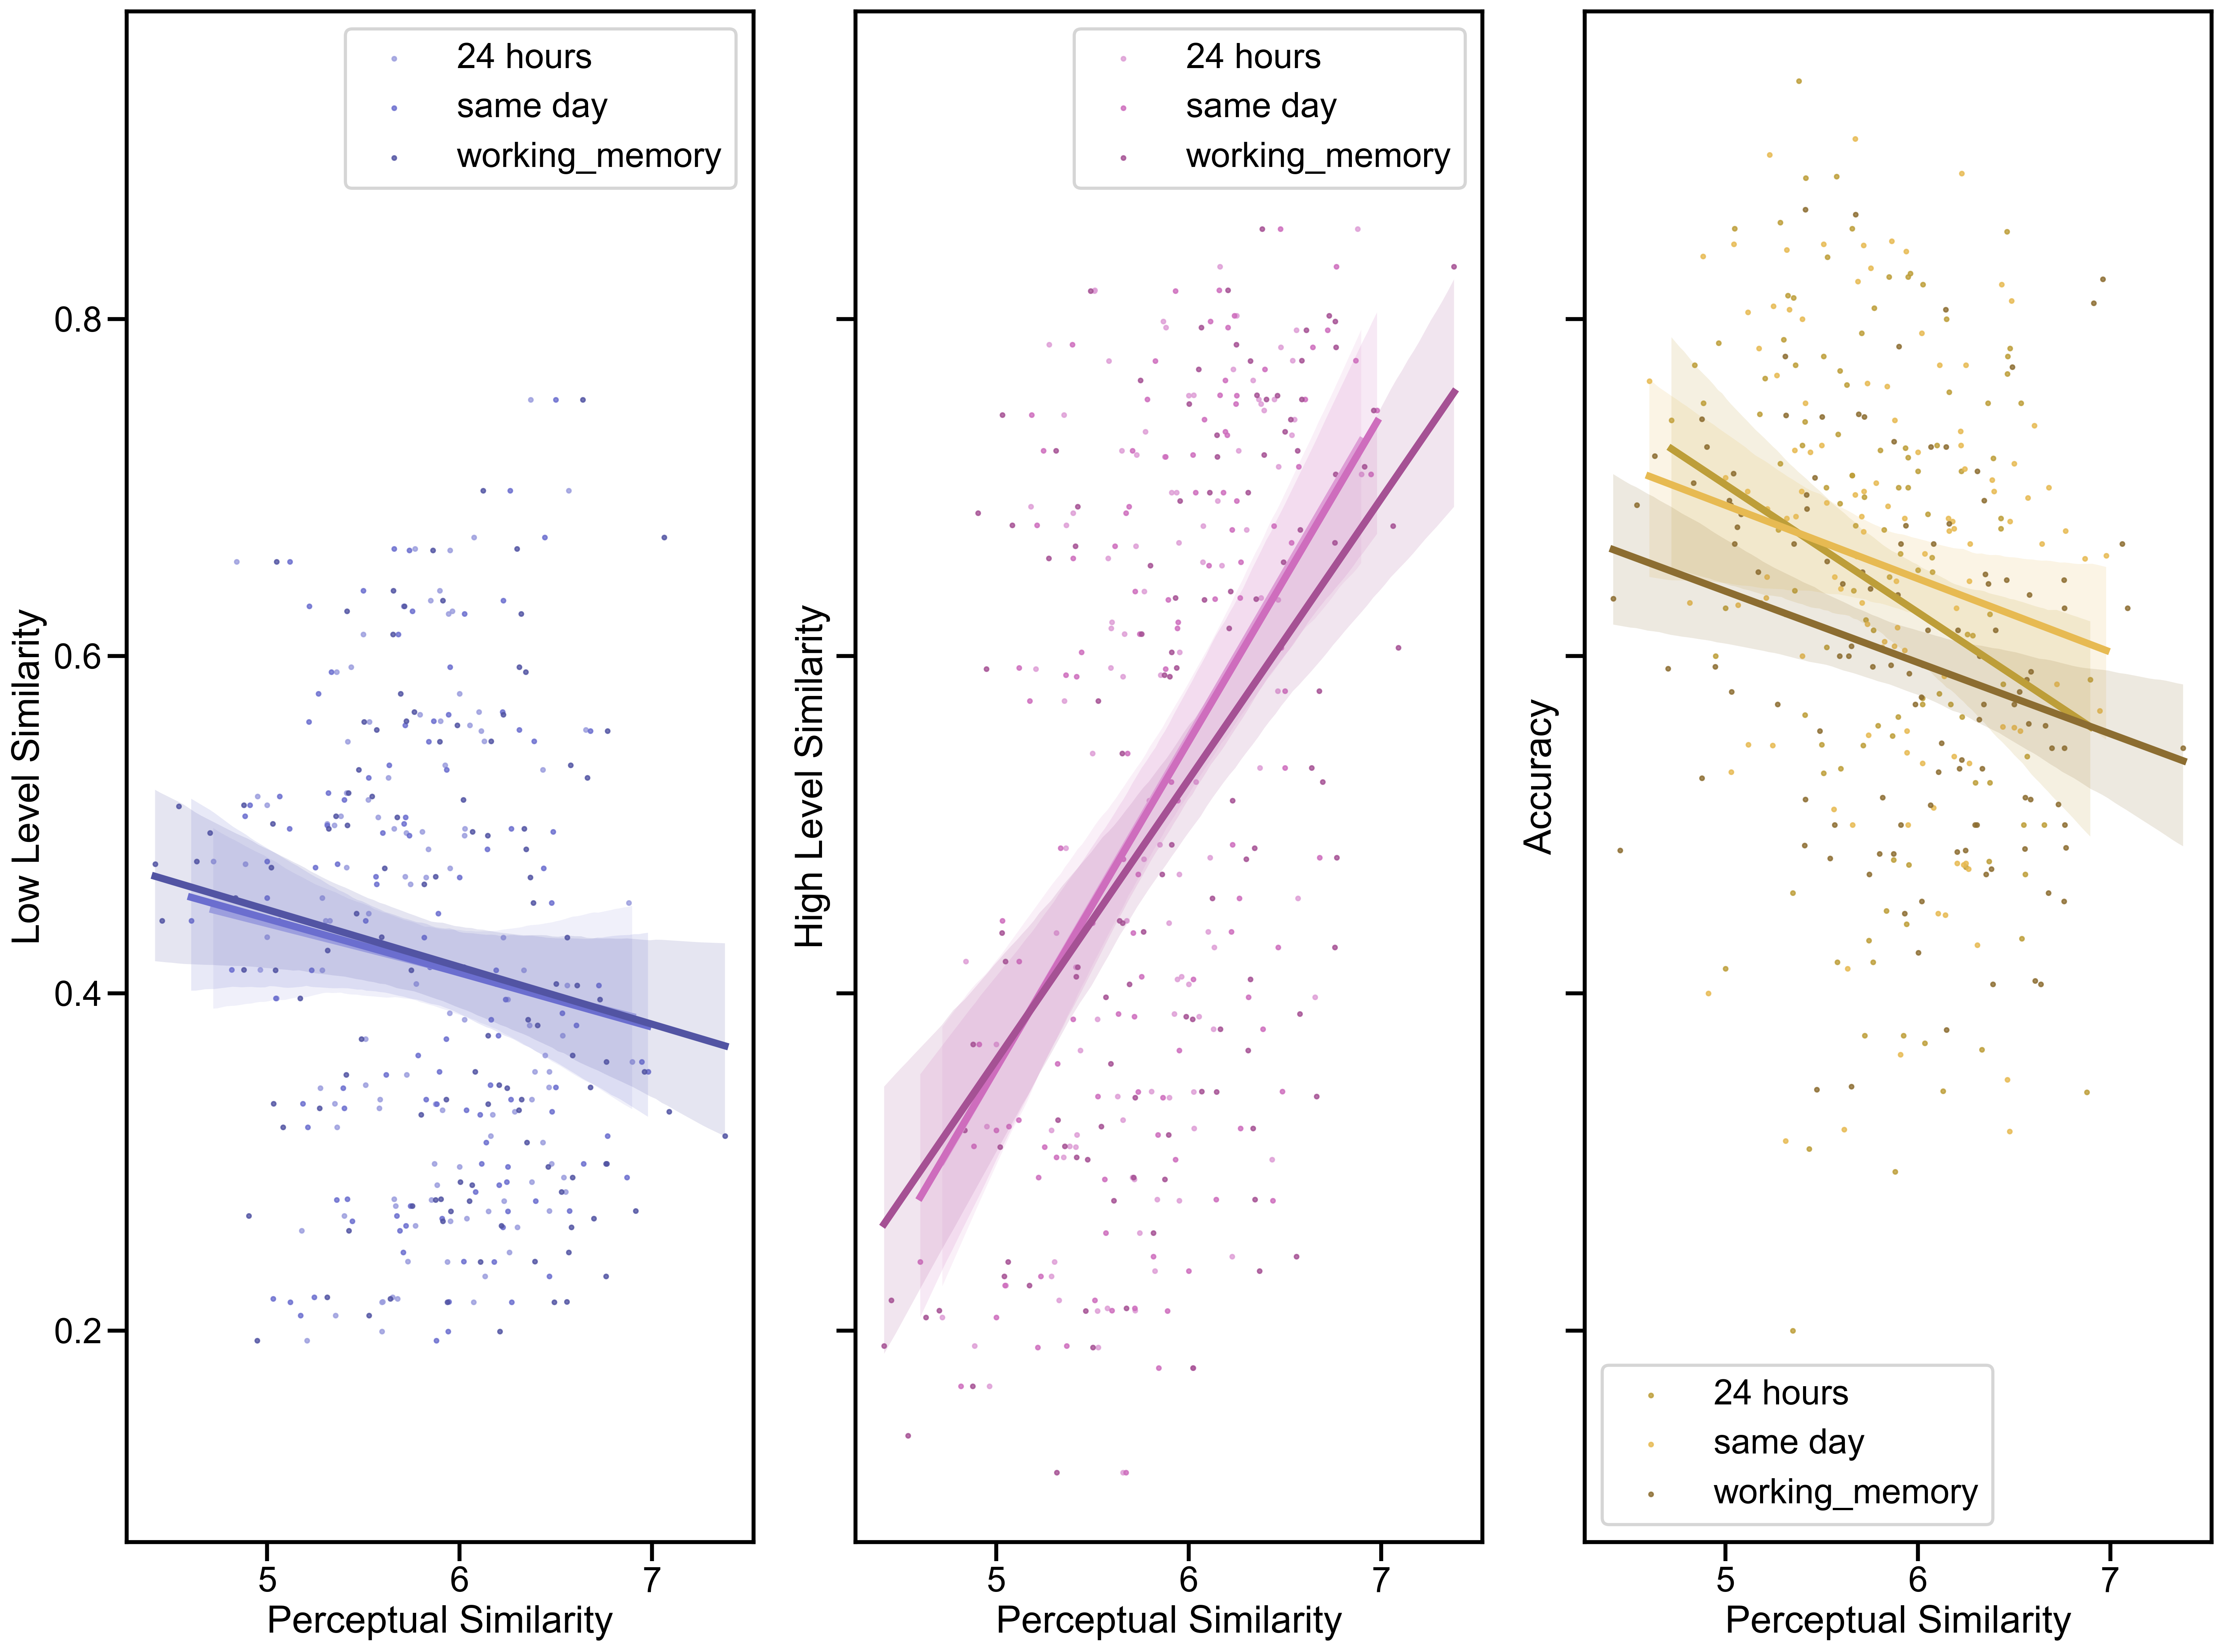 24 hours
same day
working_memory
0.8
0.6
0.4
0.2
Low Level Similarity
5 6 7
Perceptual Similarity
24 hours
same day
working_memory
High Level Similarity
5 6 7
Perceptual Similarity
Accuracy
24 hours
same day
working_memory
5 6 7
Perceptual Similarity